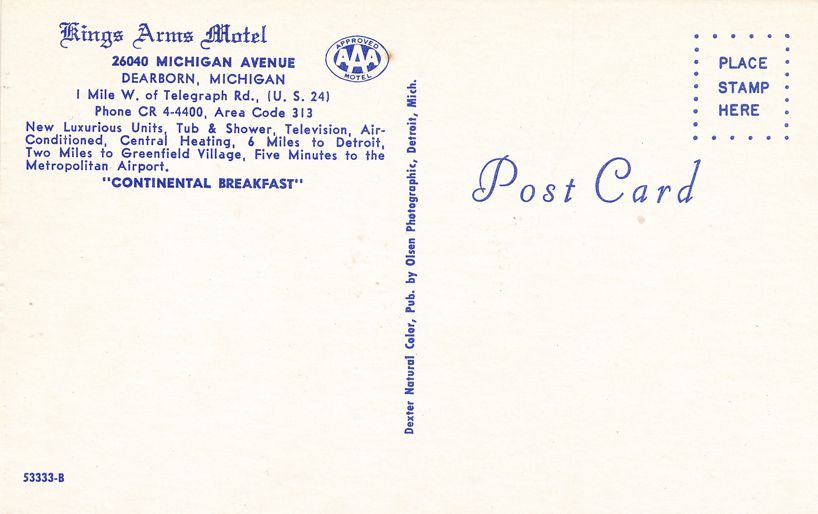 Kings Arms Motel
26040 MICHIGAN AVENUE
DEARBORN, MICHIGAN
1 Mile W. of Telegraph Rd., (U. S. 24)
Phone CR 4-4400, Area Code 313
New Luxurious Units, Tub & Shower, Television, Air-
Conditioned, Central Heating, 6 Miles to Detroit,
Two Miles to Greenfield Village, Five Minutes to the
Metropolitan Airport.
"CONTINENTAL BREAKFAST"
APPROVED
AAA
MOTEL
53333-B
Dexter Natural Color, Pub. by Olsen Photographic, Detroit, Mich.
PLACE
STAMP
HERE
Post Card